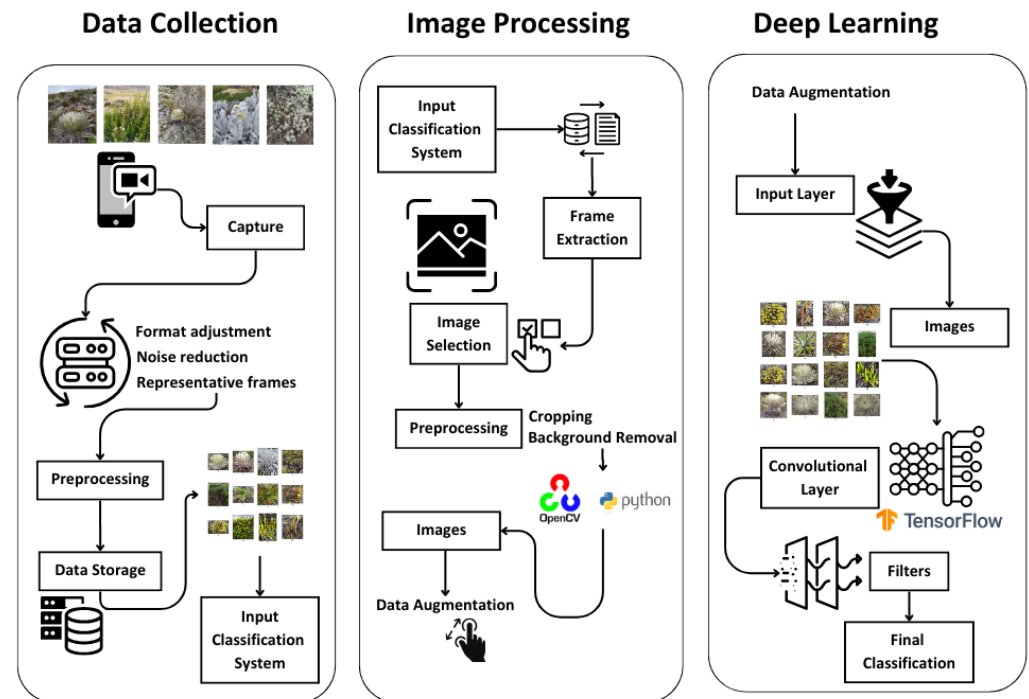 Data Collection
Image Processing
Deep Learning
Capture
Format adjustment
Noise reduction
Representative frames
Preprocessing
Data Storage
Input
Classification
System
Input
Classification
System
Frame
Extraction
Image
Selection
Preprocessing
Cropping
Background Removal
OpenCV
python
Images
Data Augmentation
Data Augmentation
Input Layer
Images
Convolutional
Layer
TensorFlow
Filters
Final
Classification